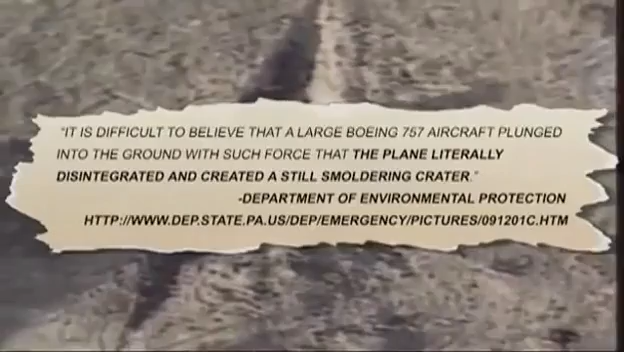 "IT IS DIFFICULT TO BELIEVE THAT A LARGE BOEING 757 AIRCRAFT PLUNGED
INTO THE GROUND WITH SUCH FORCE THAT THE PLANE LITERALLY
DISINTEGRATED AND CREATED A STILL SMOLDERING CRATER."
-DEPARTMENT OF ENVIRONMENTAL PROTECTION
HTTP://WWW.DEP.STATE.PA.US/DEP/EMERGENCY/PICTURES/091201C.HTM